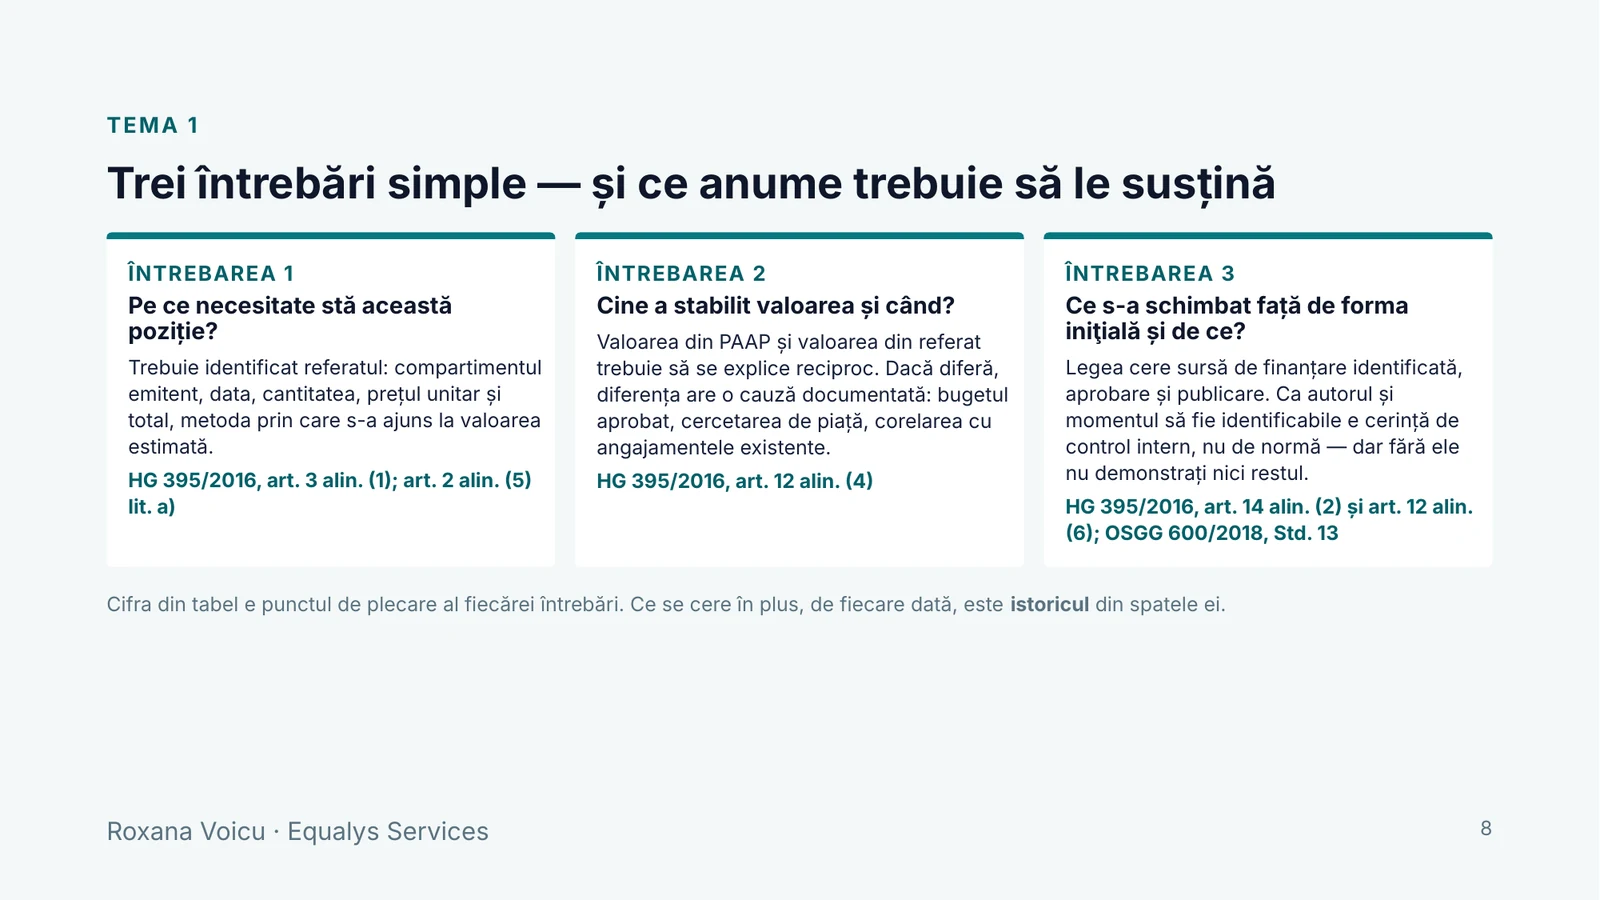 TEMA 1
Trei întrebări simple — și ce anume trebuie să le susțină
ÎNTREBAREA 1
Pe ce necesitate stă această
poziție?
Trebuie identificat referatul: compartimentul
emitent, data, cantitatea, prețul unitar și
total, metoda prin care s-a ajuns la valoarea
estimată.
HG 395/2016, art. 3 alin. (1); art. 2 alin. (5)
lit. a)
ÎNTREBAREA 2
Cine a stabilit valoarea și când?
Valoarea din PAAP și valoarea din referat
trebuie să se explice reciproc. Dacă diferă,
diferența are o cauză documentată: bugetul
aprobat, cercetarea de piață, corelarea cu
angajamentele existente.
HG 395/2016, art. 12 alin. (4)
ÎNTREBAREA 3
Ce s-a schimbat față de forma
iniţială și de ce?
Legea cere sursă de finanțare identificată,
aprobare și publicare. Ca autorul și
momentul să fie identificabile e cerință de
control intern, nu de normă — dar fără ele
nu demonstrați nici restul.
HG 395/2016, art. 14 alin. (2) și art. 12 alin.
(6); OSGG 600/2018, Std. 13
Cifra din tabel e punctul de plecare al fiecărei întrebări. Ce se cere în plus, de fiecare dată, este istoricul din spatele ei.
Roxana Voicu · Equalys Services
8